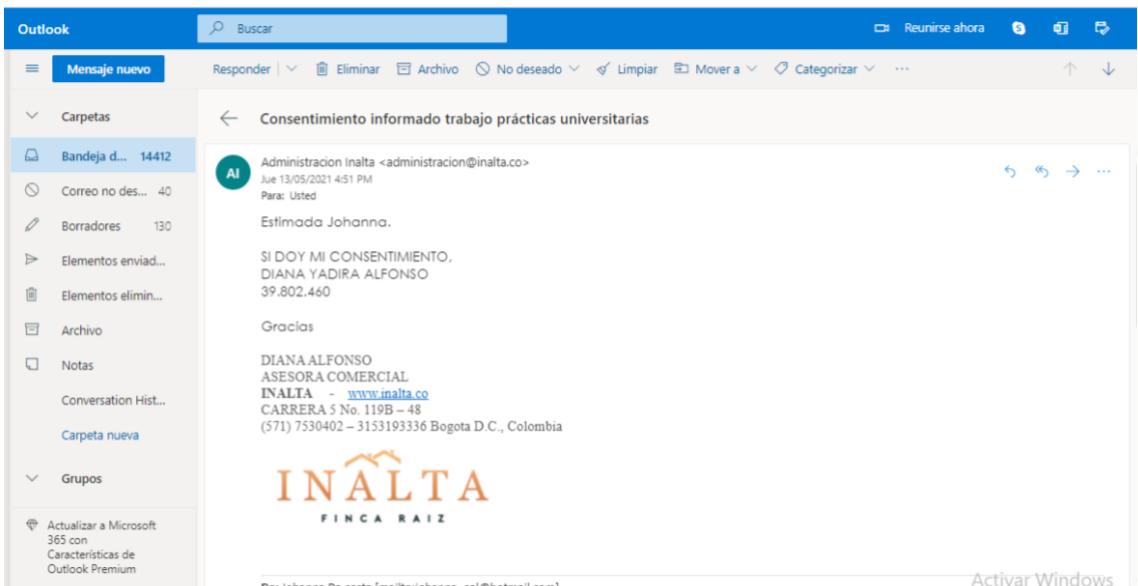 Outlook
Buscar
Reunirse ahora
Mensaje nuevo
Responder
Eliminar
Archivo
No deseado
Limpiar
Mover a
Categorizar
Carpetas
Consentimiento informado trabajo prácticas universitarias
Bandeja d... 14412
Correo no des... 40
Borradores 130
Elementos enviad...
Elementos elimin...
Archivo
Notas
Conversation Hist...
Carpeta nueva
Grupos
Actualizar a Microsoft
365 con
Características de
Outlook Premium
AI
Administracion Inalta <administracion@inalta.co>
Jue 13/05/2021 4:51 PM
Para: Usted
Estimada Johanna.
SI DOY MI CONSENTIMIENTO,
DIANA YADIRA ALFONSO
39.802.460
Gracias
DIANA ALFONSO
ASESORA COMERCIAL
INALTA - www.inalta.co
CARRERA 5 No. 119B – 48
(571) 7530402 – 3153193336 Bogota D.C., Colombia
INALTA
FINCA RAIZ
Activar Windows